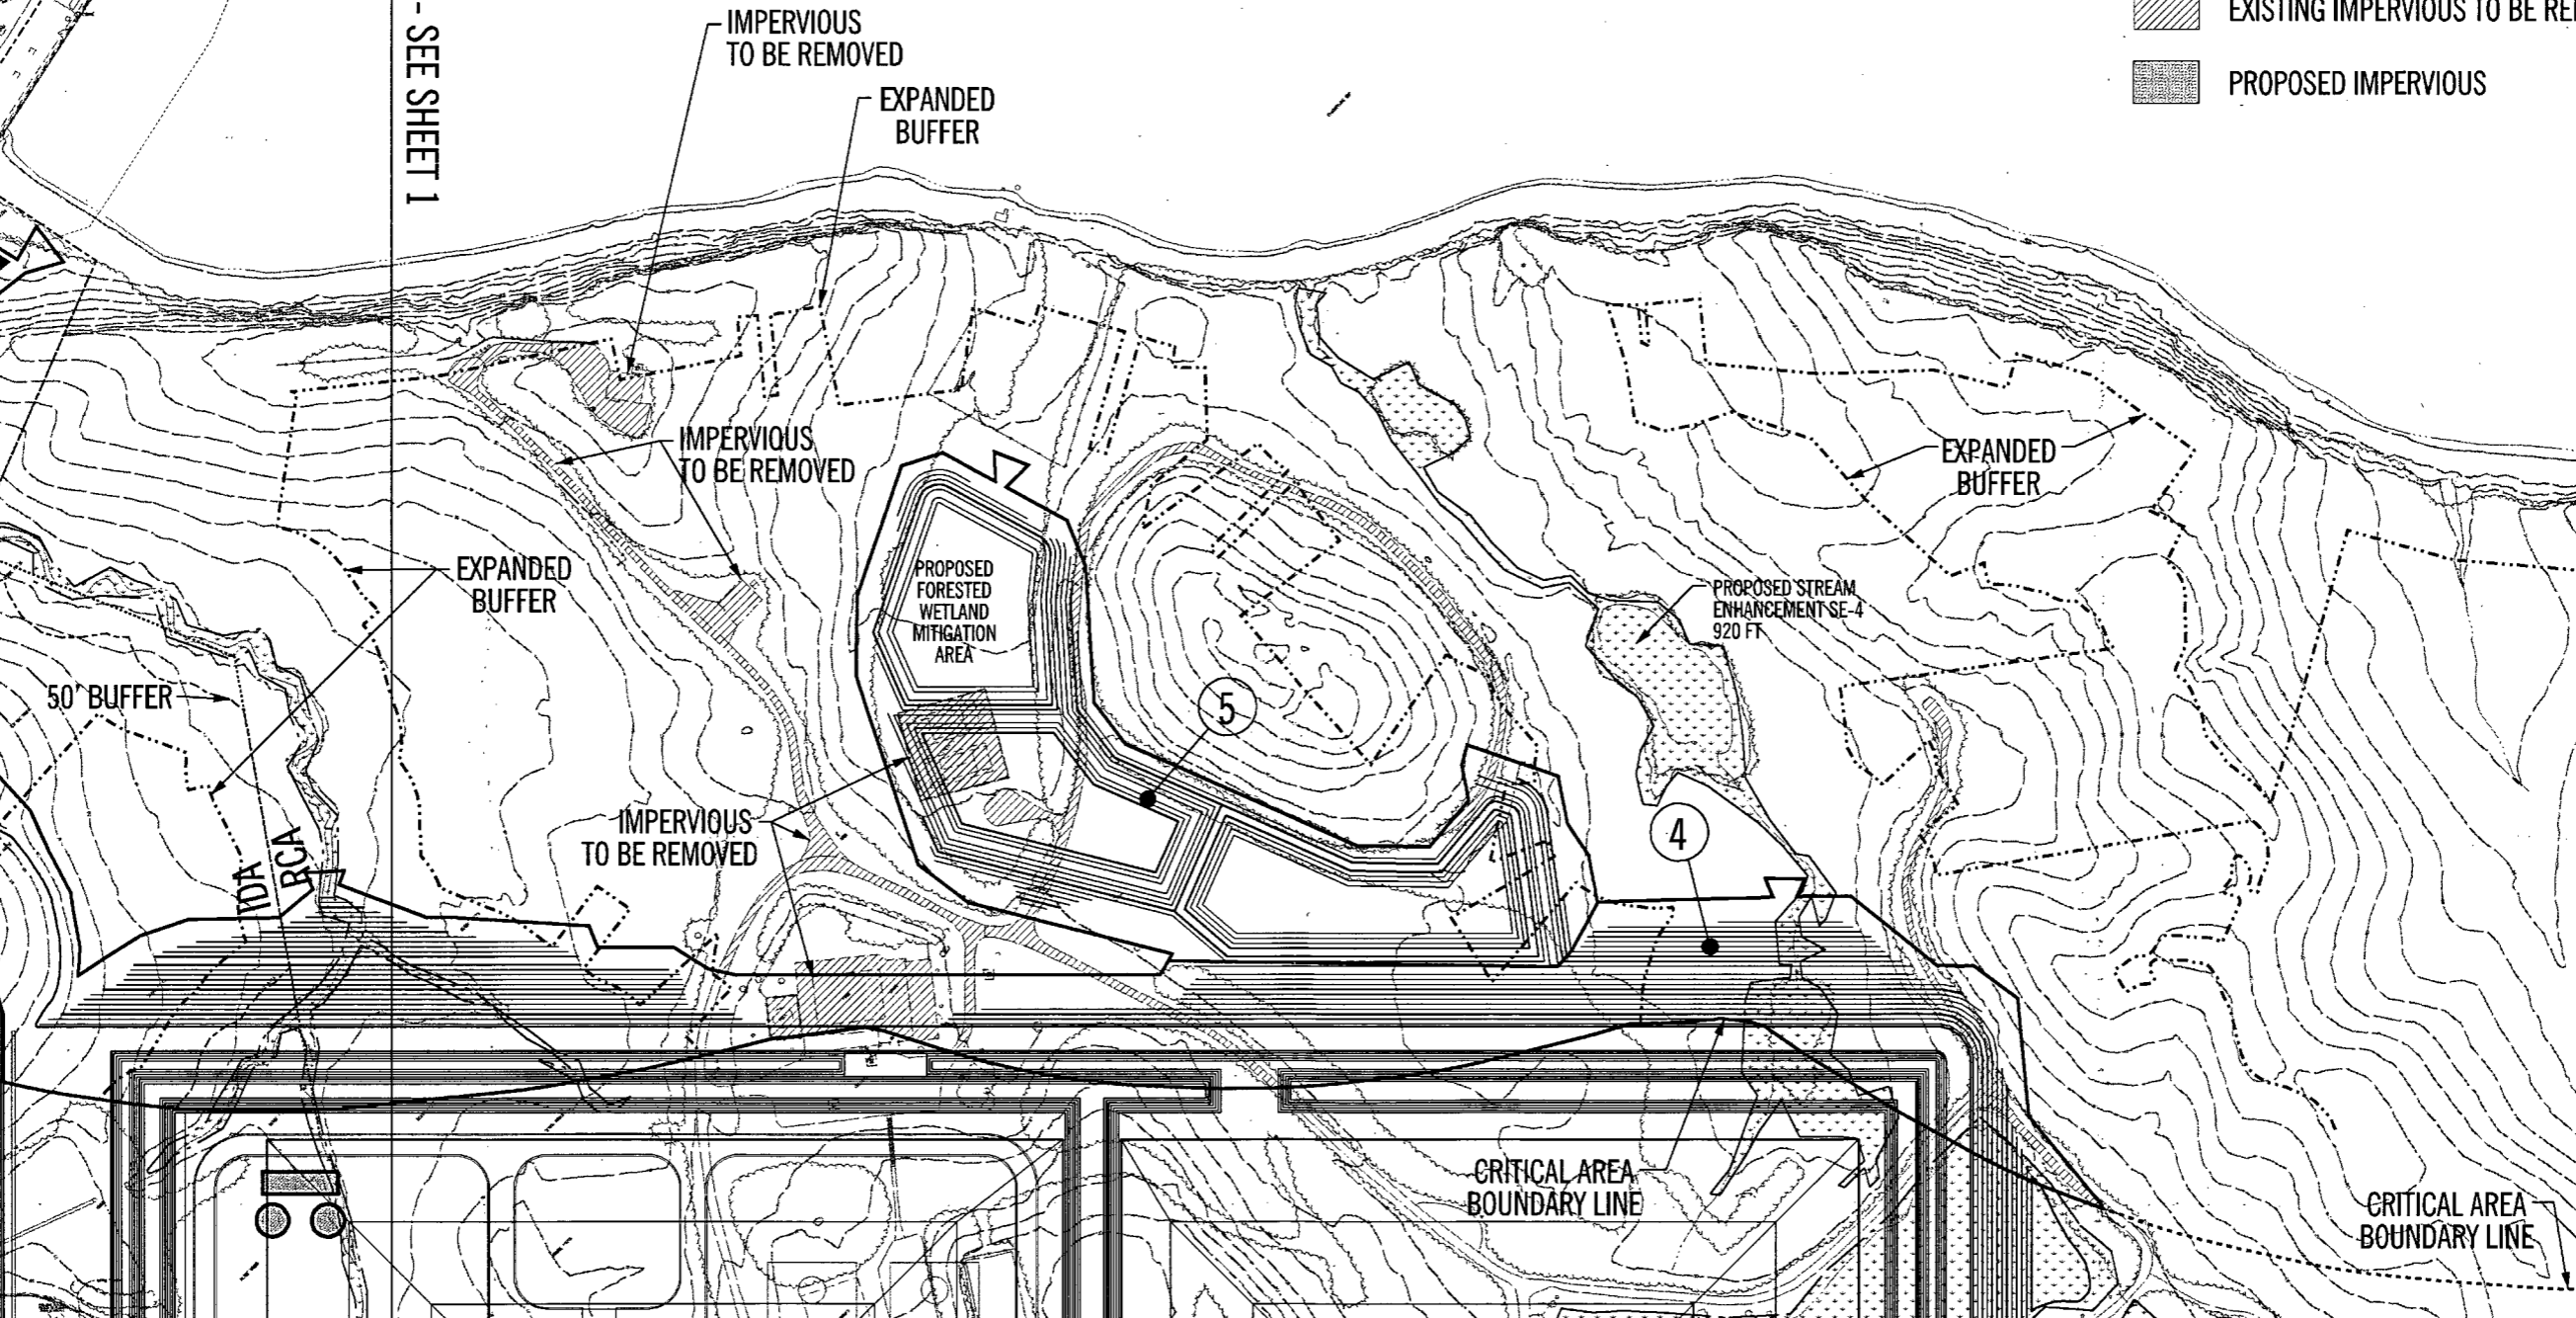 - SEE SHEET 1
IMPERVIOUS
TO BE REMOVED
EXPANDED
BUFFER
EXISTING IMPERVIOUS TO BE
PROPOSED IMPERVIOUS
IMPERVIOUS
TO BE REMOVED
EXPANDED
BUFFER
EXPANDED
BUFFER
PROPOSED
FORESTED
WETLAND
MITIGATION
AREA
PROPOSED STREAM
ENHANCEMENT SE-4
920 FT
50' BUFFER
5
IMPERVIOUS
TO BE REMOVED
4
IDA
RCA
CRITICAL AREA
BOUNDARY LINE
CRITICAL AREA
BOUNDARY LINE